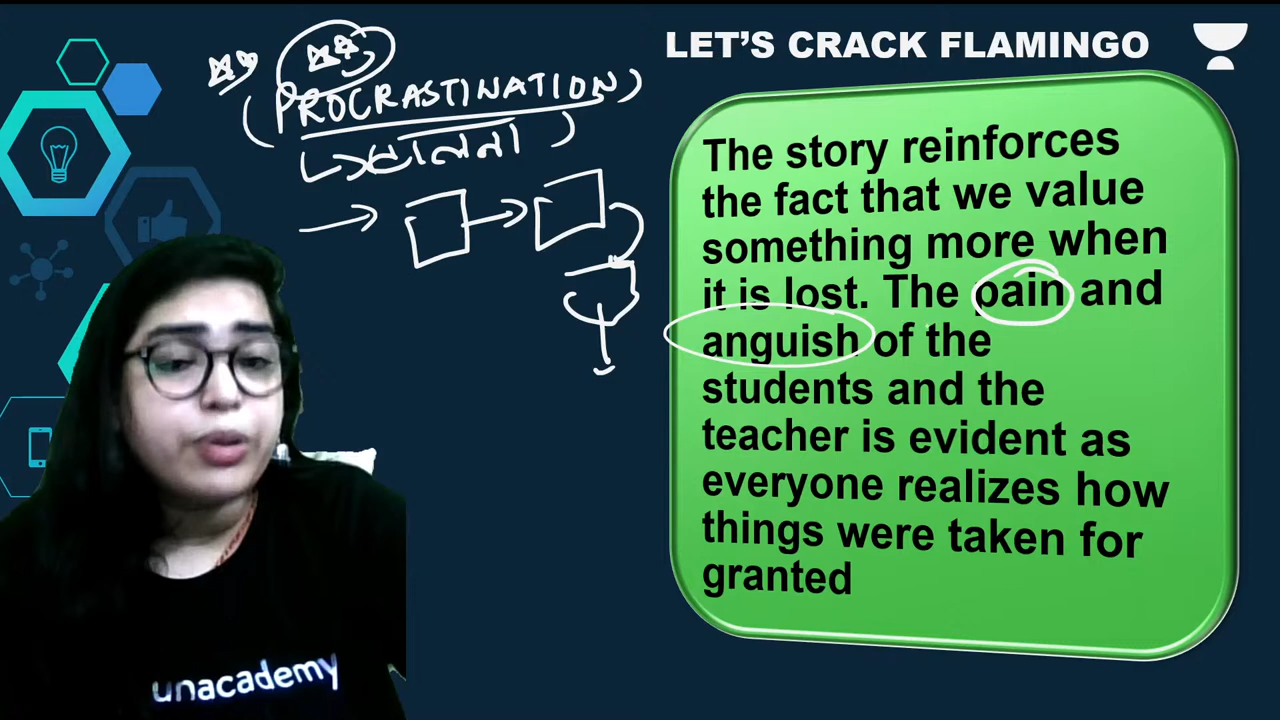 LET'S CRACK FLAMINGO
(PROCRASTINATION)
The story reinforces
the fact that we value
something more when
it is lost. The pain and
anguish of the
students and the
teacher is evident as
everyone realizes how
things were taken for
granted
unacademy